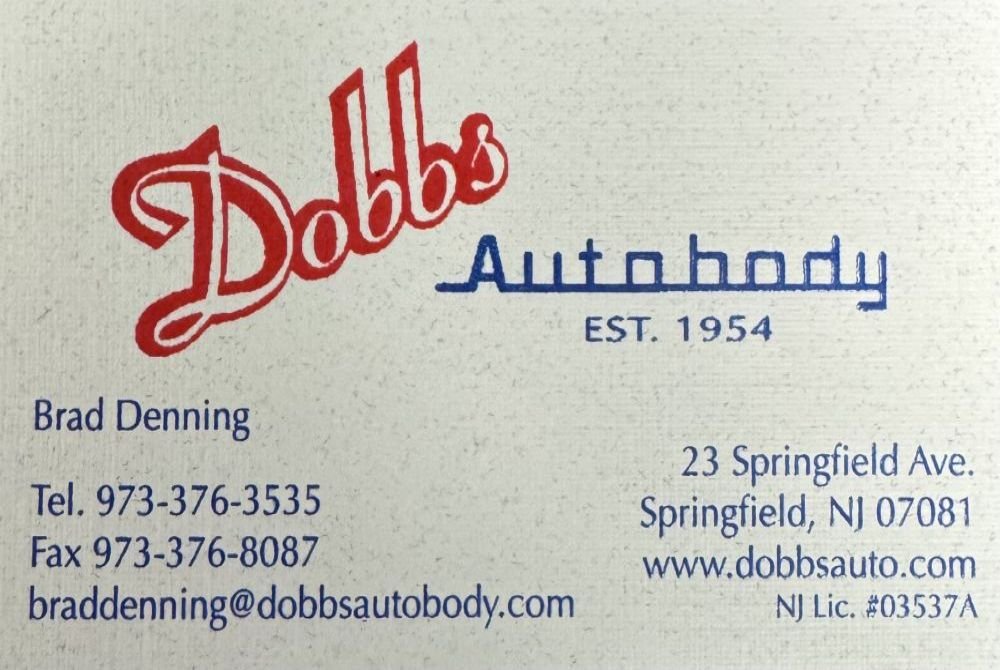 Dobbs
Autobody
EST. 1954
Brad Denning
Tel. 973-376-3535
Fax 973-376-8087
braddenning@dobbsautobody.com
23 Springfield Ave.
Springfield, NJ 07081
www.dobbsauto.com
NJ Lic. #03537A